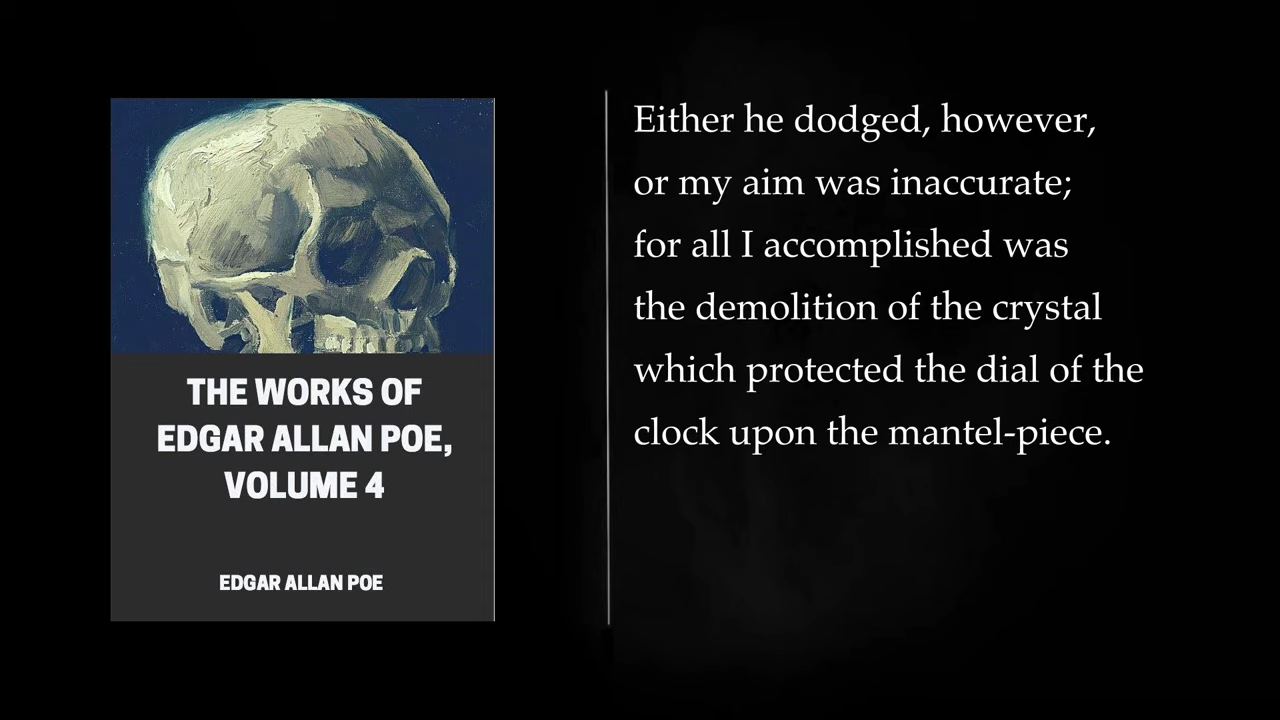 THE WORKS OF
EDGAR ALLAN POE,
VOLUME 4
EDGAR ALLAN POE
Either he dodged, however,
or my aim was inaccurate;
for all I accomplished was
the demolition of the crystal
which protected the dial of the
clock upon the mantel-piece.